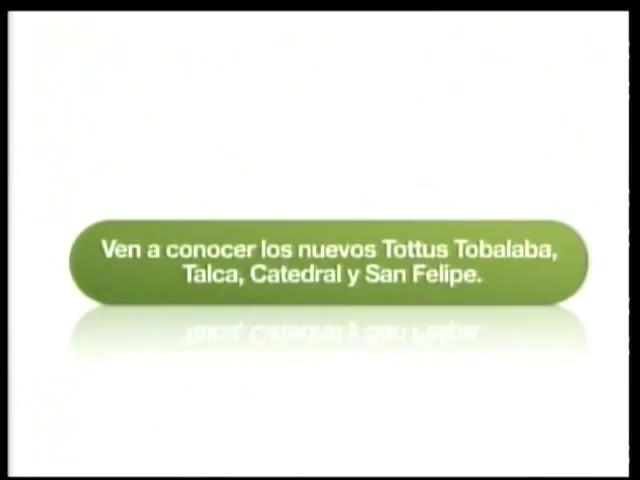 Ven a conocer los nuevos Tottus Tobalaba,
Talca, Catedral y San Felipe.